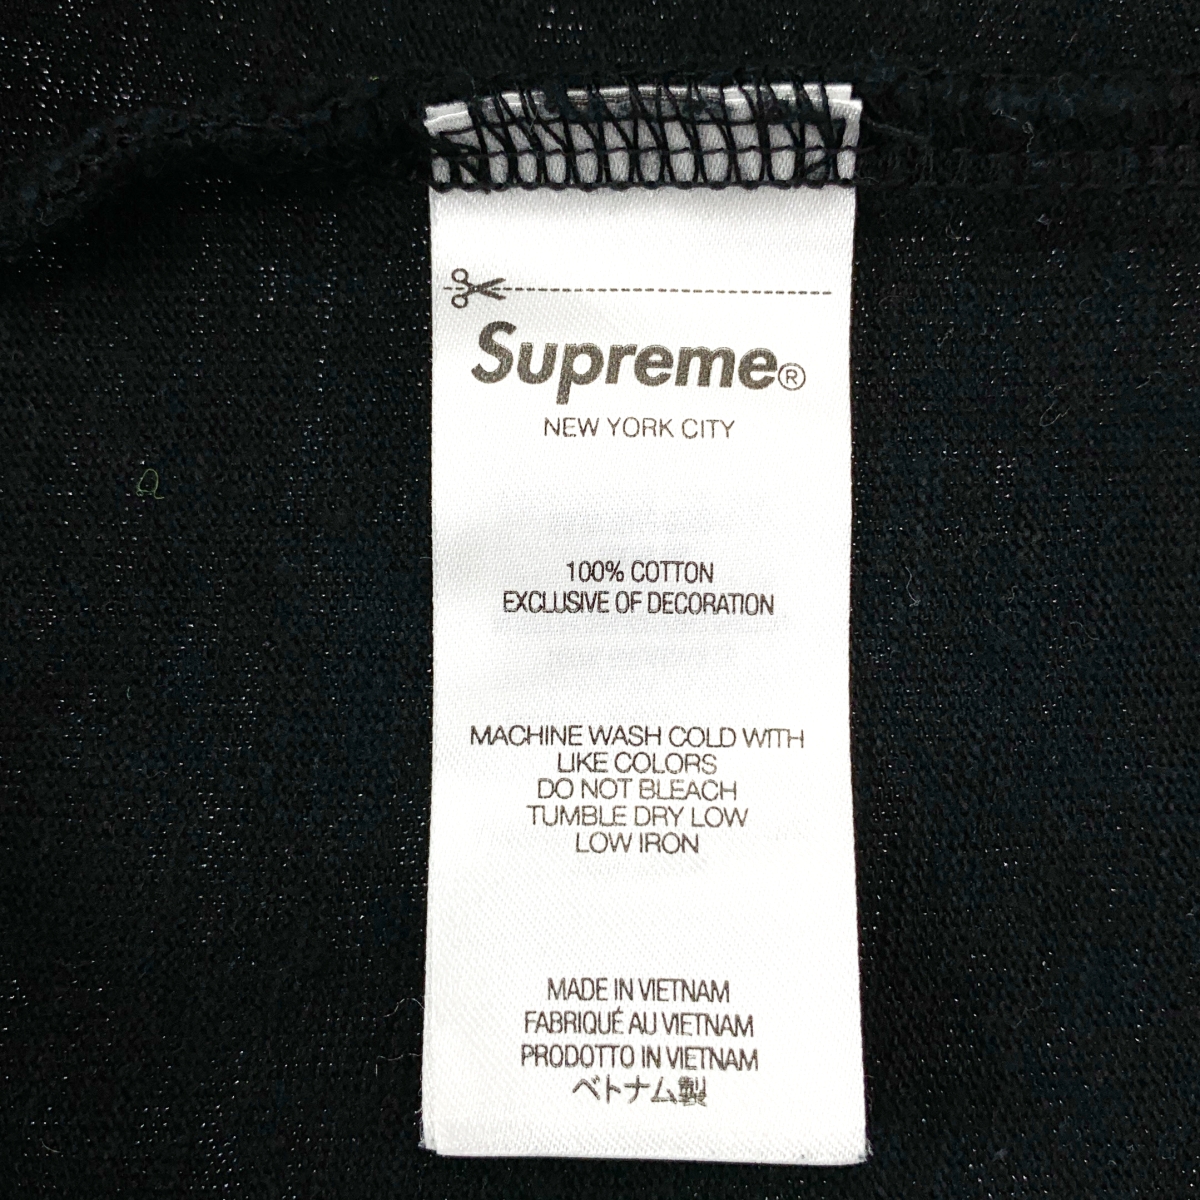 Supreme®
NEW YORK CITY
100% COTTON
EXCLUSIVE OF DECORATION
MACHINE WASH COLD WITH
LIKE COLORS
DO NOT BLEACH
TUMBLE DRY LOW
LOW IRON
MADE IN VIETNAM
FABRIQUÉ AU VIETNAM
PRODOTTO IN VIETNAM
ベトナム製